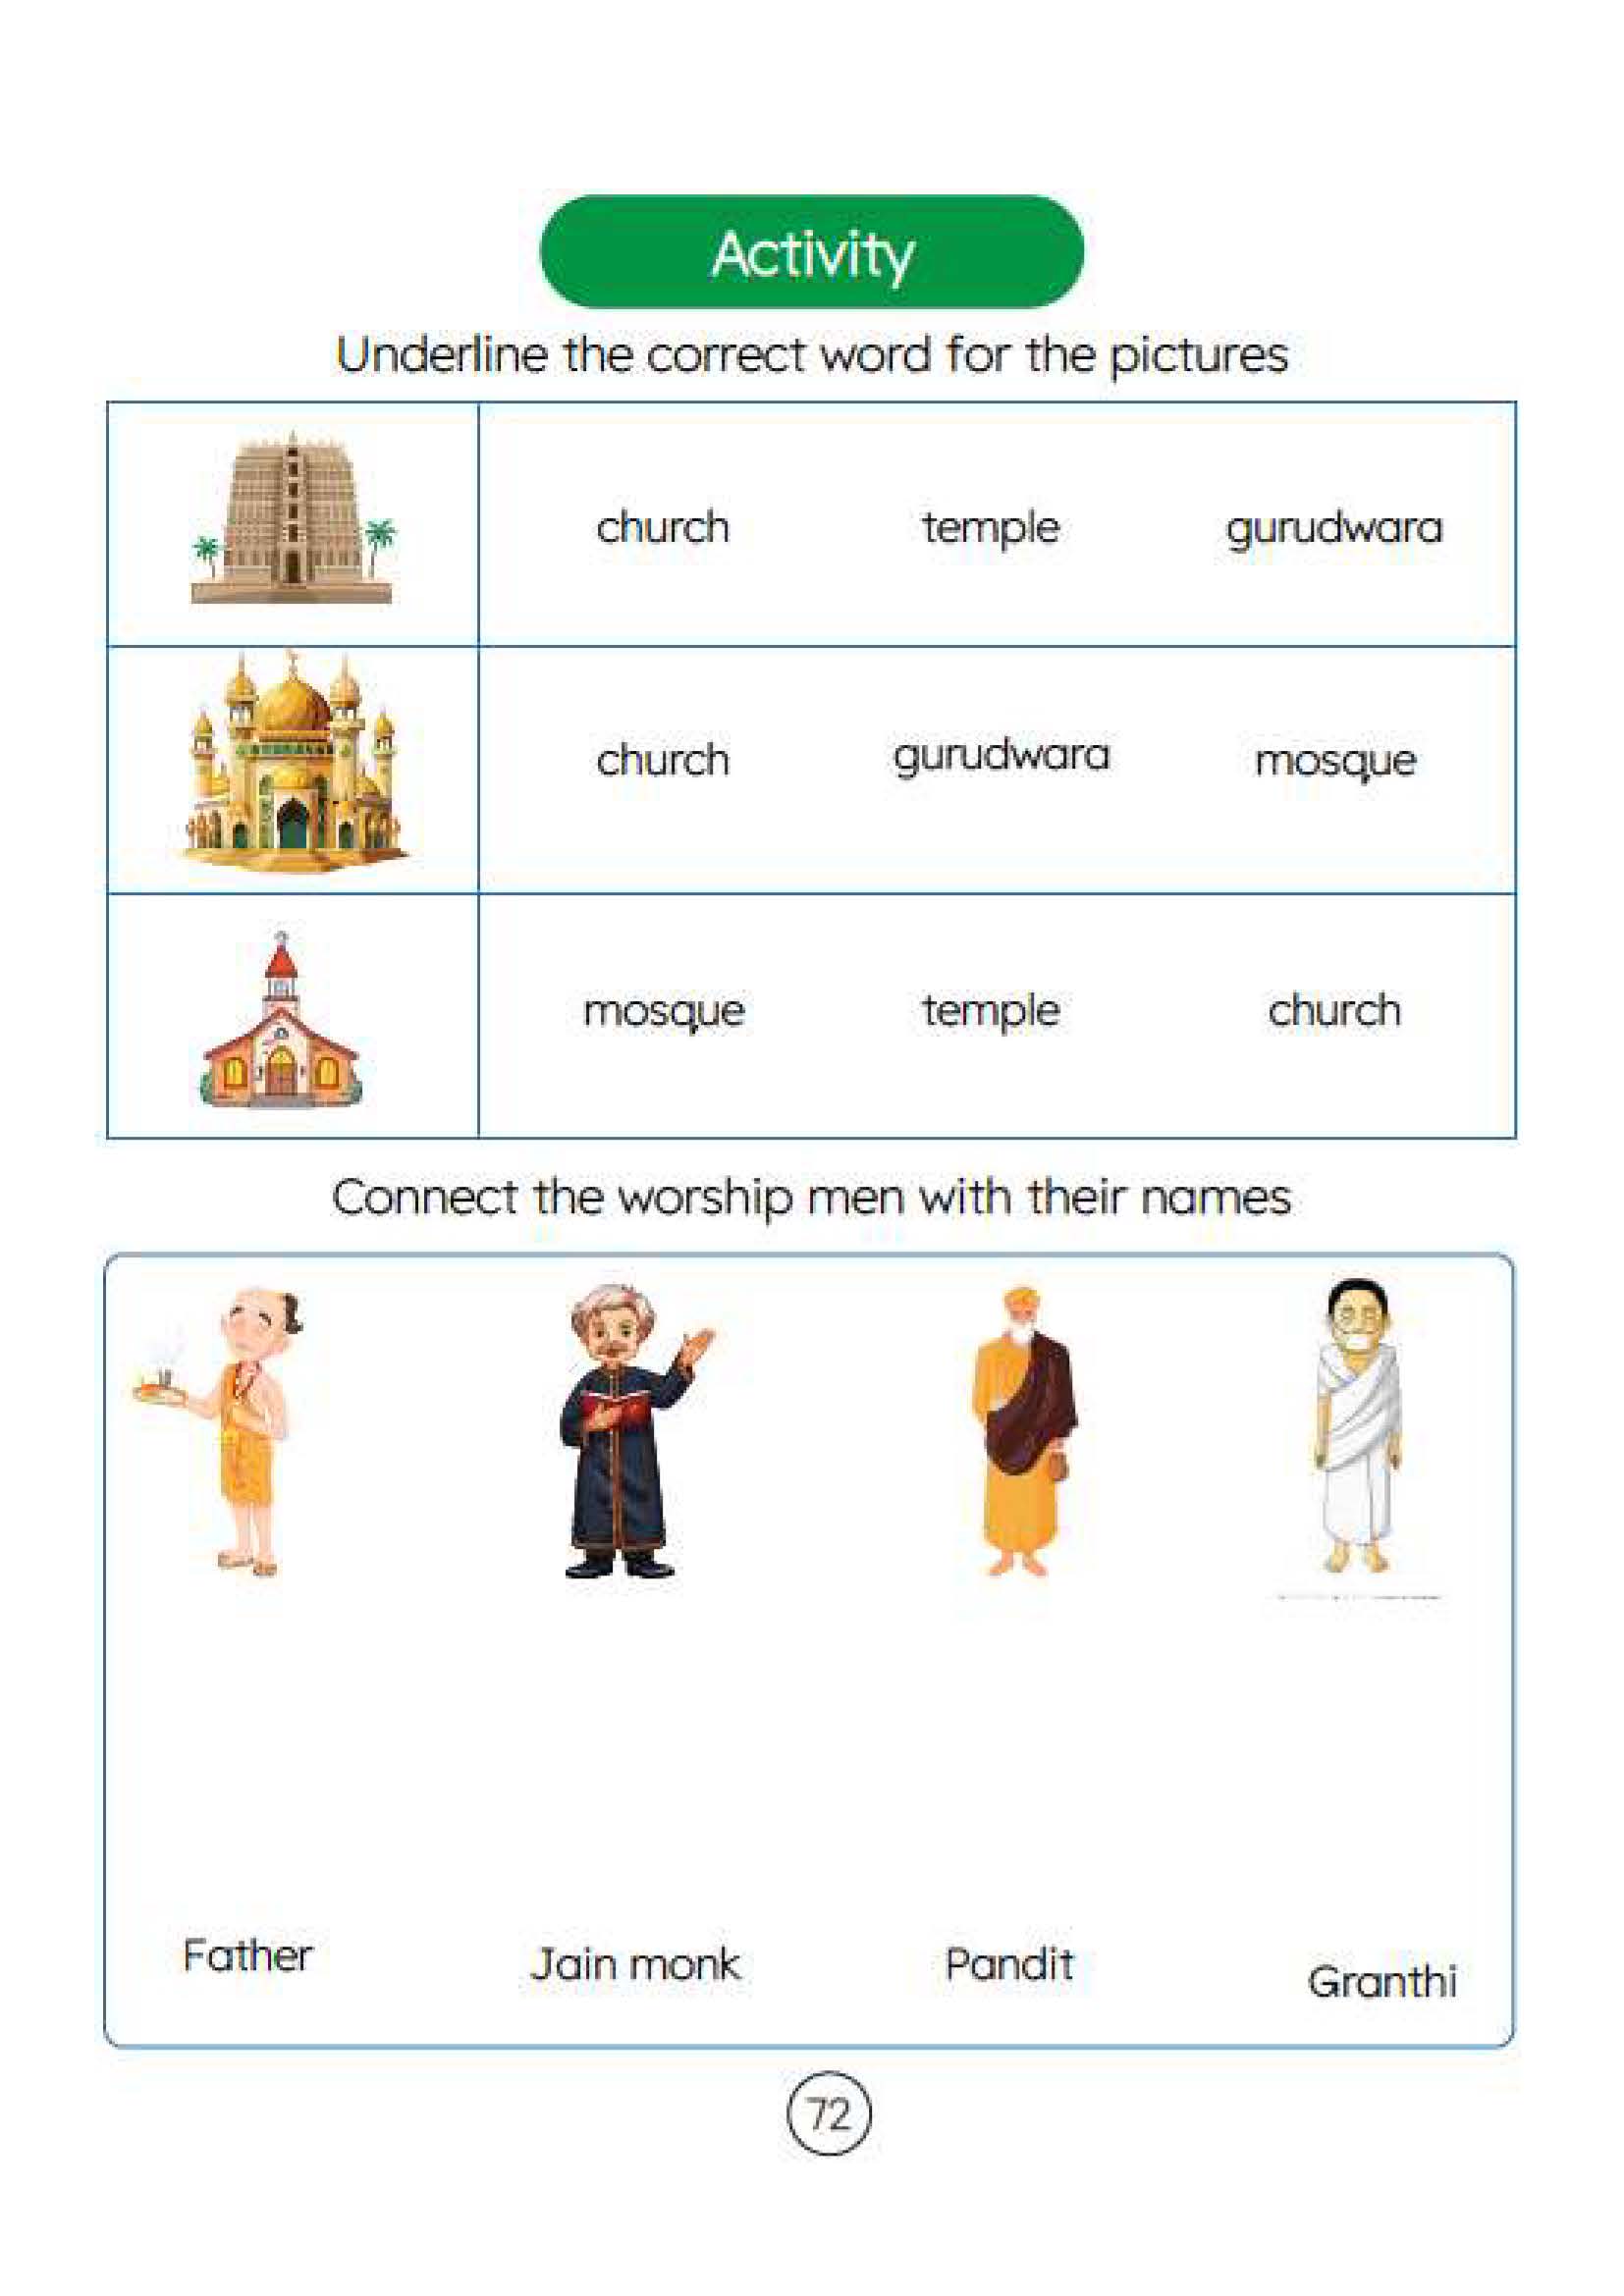 Activity
Underline the correct word for the pictures
church temple gurudwara
church gurudwara mosque
mosque temple church
Connect the worship men with their names
Father Jain monk Pandit Granthi
72